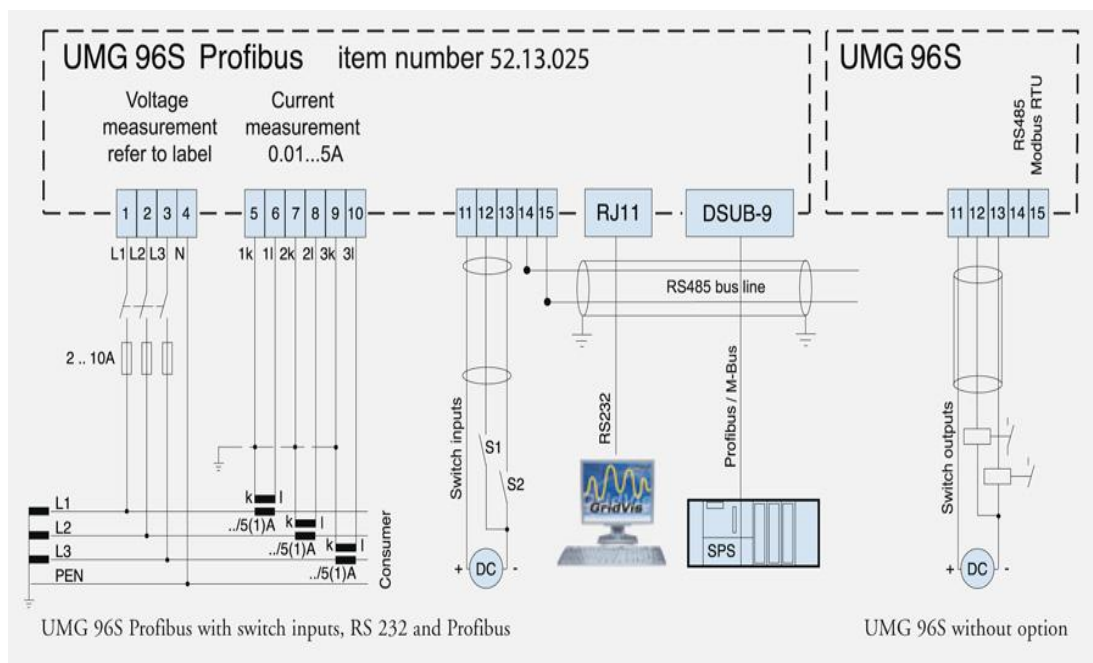 UMG 96S Profibus item number 52.13.025
Voltage
measurement
refer to label
Current
measurement
0.01...5A
1 2 3 4
5 6 7 8 9 10
11 12 13 14 15
RJ11
DSUB-9
L1 L2 L3 N
1k 1l 2k 2l 3k 3l
RS485 bus line
2 .. 10A
Switch inputs
S1
S2
RS232
Profibus / M-Bus
GridVis
SPS
L1
L2
L3
PEN
k l
../5(1)A
k l
../5(1)A
k l
../5(1)A
Consumer
+ DC -
UMG 96S Profibus with switch inputs, RS 232 and Profibus
UMG 96S
RS485
Modbus RTU
11 12 13 14 15
Switch outputs
+ DC -
UMG 96S without option